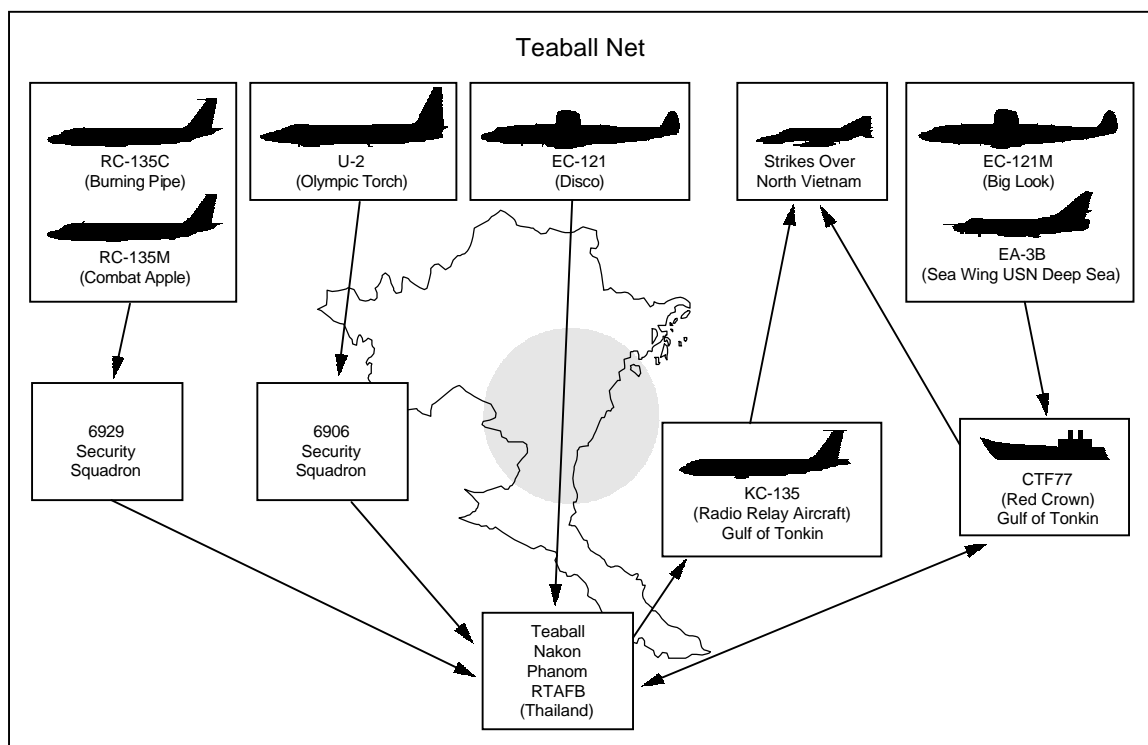 Teaball Net
RC-135C
(Burning Pipe)
RC-135M
(Combat Apple)
U-2
(Olympic Torch)
EC-121
(Disco)
Strikes Over
North Vietnam
EC-121M
(Big Look)
EA-3B
(Sea Wing USN Deep Sea)
6929
Security
Squadron
6906
Security
Squadron
KC-135
(Radio Relay Aircraft)
Gulf of Tonkin
CTF77
(Red Crown)
Gulf of Tonkin
Teaball
Nakon
Phanom
RTAFB
(Thailand)